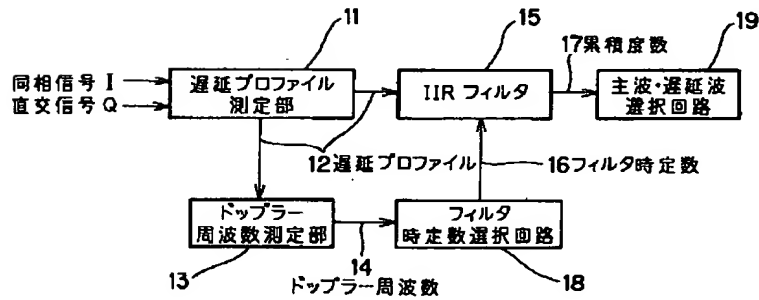 11
15
17累積度数
19
同相信号 I
直交信号 Q
遅延プロファイル
測定部
IIR フィルタ
主波・遅延波
選択回路
12遅延プロファイル
16フィルタ時定数
ドップラー
周波数測定部
フィルタ
時定数選択回路
13
14
ドップラー周波数
18